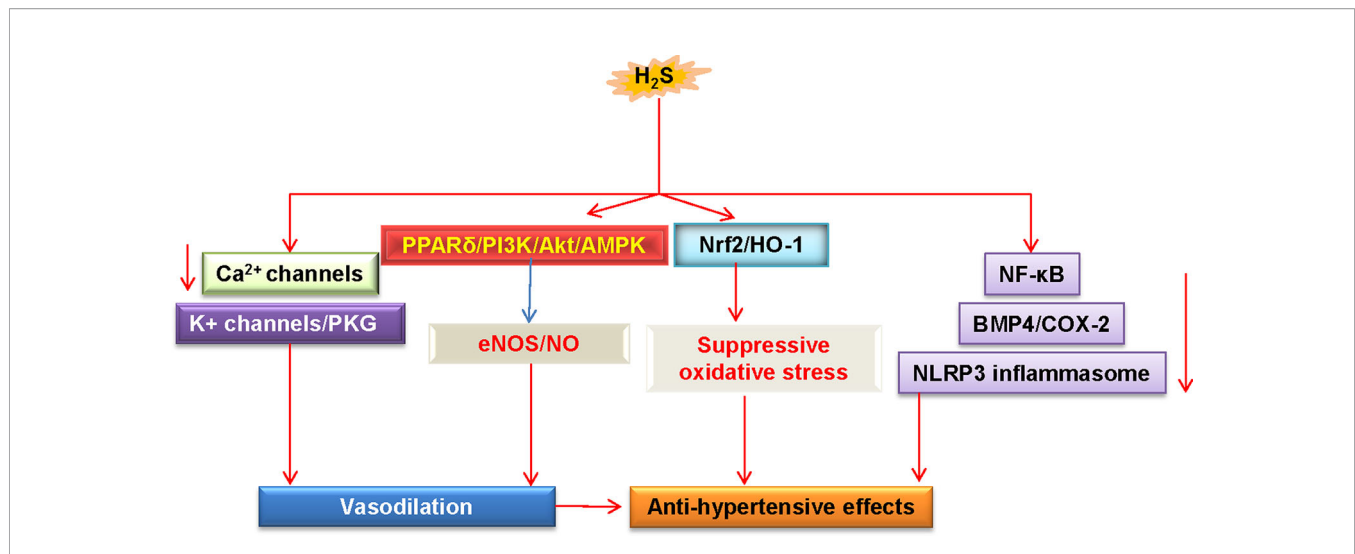 H₂S
PPARδ/PI3K/Akt/AMPK
Nrf2/HO-1
Ca²⁺ channels
NF-κB
K+ channels/PKG
BMP4/COX-2
eNOS/NO
Suppressive
oxidative stress
NLRP3 inflammasome
Vasodilation
Anti-hypertensive effects